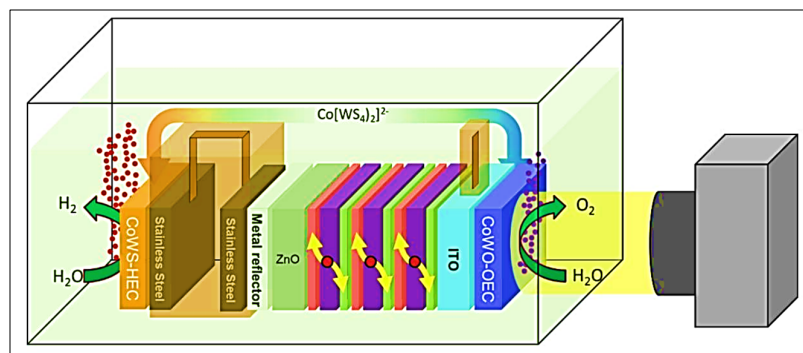 Co[WS₄)₂]²⁻
H₂
H₂O
CoWS-HEC
Stainless Steel
Stainless Steel
Metal reflector
ZnO
ITO
CoWO-OEC
O₂
H₂O